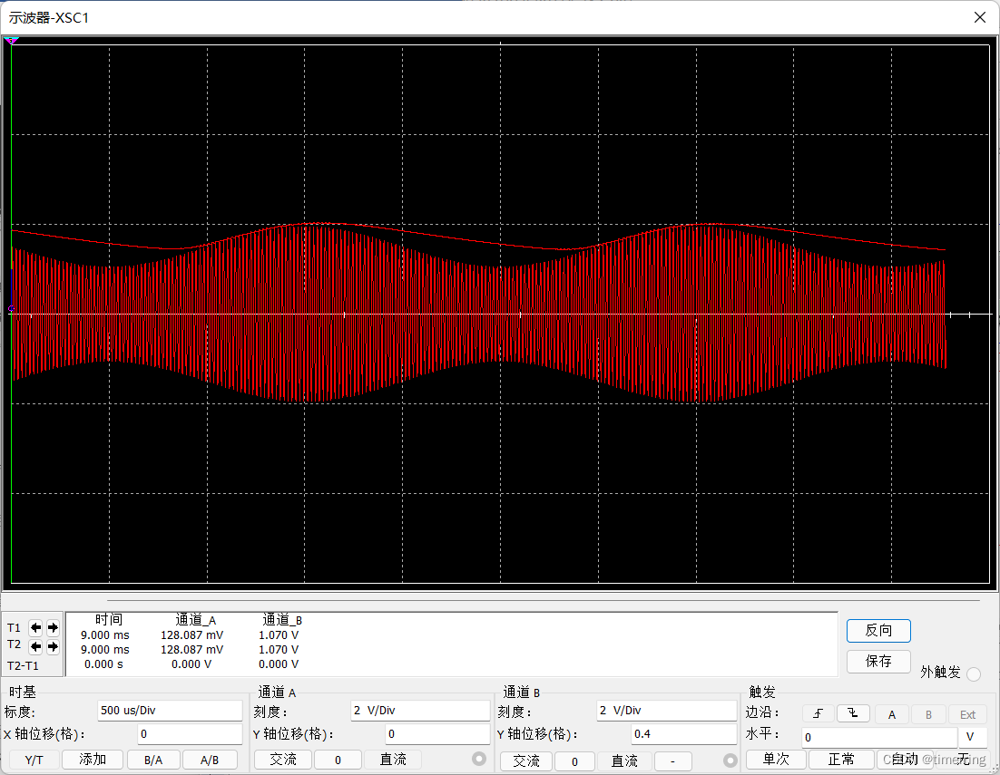 示波器-XSC1
时间 通道_A 通道_B
T1 9.000 ms 128.087 mV 1.070 V
T2 9.000 ms 128.087 mV 1.070 V
T2-T1 0.000 s 0.000 V 0.000 V
反向
保存
外触发
时基 通道 A 通道 B 触发
标度: 500 us/Div 刻度: 2 V/Div 刻度: 2 V/Div 边沿: A B Ext
X 轴位移(格): 0 Y 轴位移(格): 0 Y 轴位移(格): 0.4 水平: 0 V
Y/T 添加 B/A A/B 交流 0 直流 交流 0 直流 - 单次 正常 自动 无
CSDN @timerring